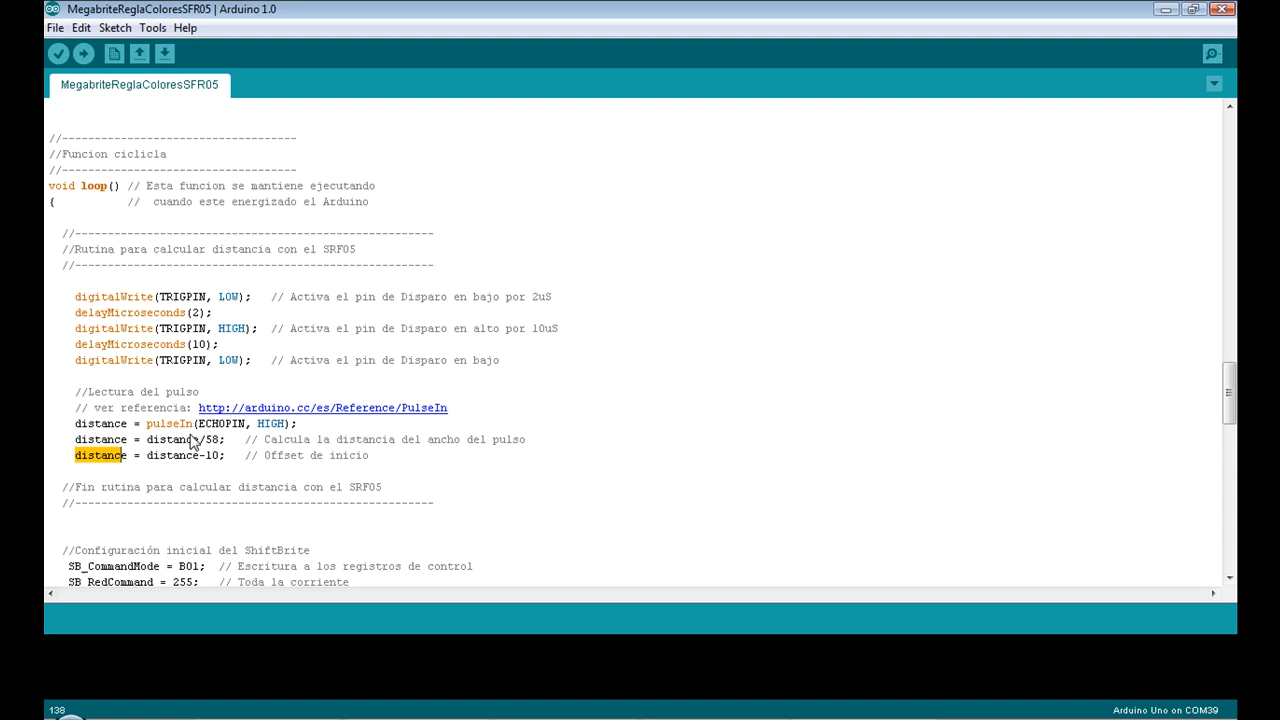 MegabriteReglaColoresSFR05 | Arduino 1.0
File Edit Sketch Tools Help
MegabriteReglaColoresSFR05
//------------------------------------
//Funcion ciclicla
//------------------------------------
void loop() // Esta funcion se mantiene ejecutando
{ // cuando este energizado el Arduino
//---------------------------------------------------------
//Rutina para calcular distancia con el SRF05
//---------------------------------------------------------
digitalWrite(TRIGPIN, LOW); // Activa el pin de Disparo en bajo por 2uS
delayMicroseconds(2);
digitalWrite(TRIGPIN, HIGH); // Activa el pin de Disparo en alto por 10uS
delayMicroseconds(10);
digitalWrite(TRIGPIN, LOW); // Activa el pin de Disparo en bajo
//Lectura del pulso
// ver referencia: http://arduino.cc/es/Reference/PulseIn
distance = pulseIn(ECHOPIN, HIGH);
distance = distance/58; // Calcula la distancia del ancho del pulso
distance = distance-10; // Offset de inicio
//Fin rutina para calcular distancia con el SRF05
//---------------------------------------------------------
//Configuración inicial del ShiftBrite
SB_CommandMode = B01; // Escritura a los registros de control
SB_RedCommand = 255; // Toda la corriente
138
Arduino Uno on COM39